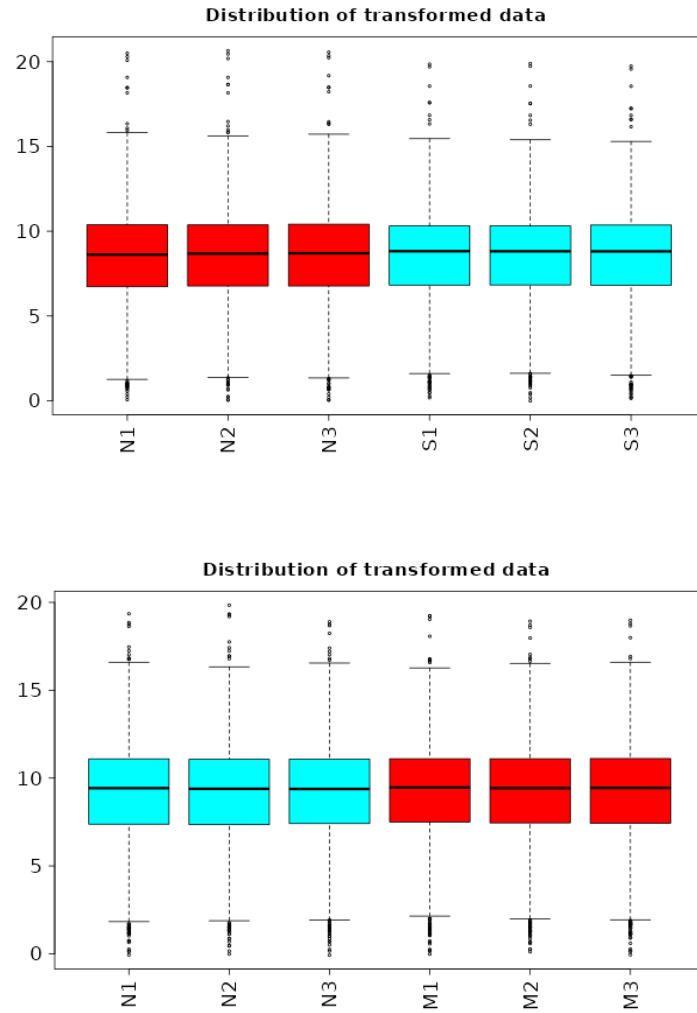 Distribution of transformed data
20
15
10
5
0
N1 N2 N3 S1 S2 S3
Distribution of transformed data
20
15
10
5
0
N1 N2 N3 M1 M2 M3